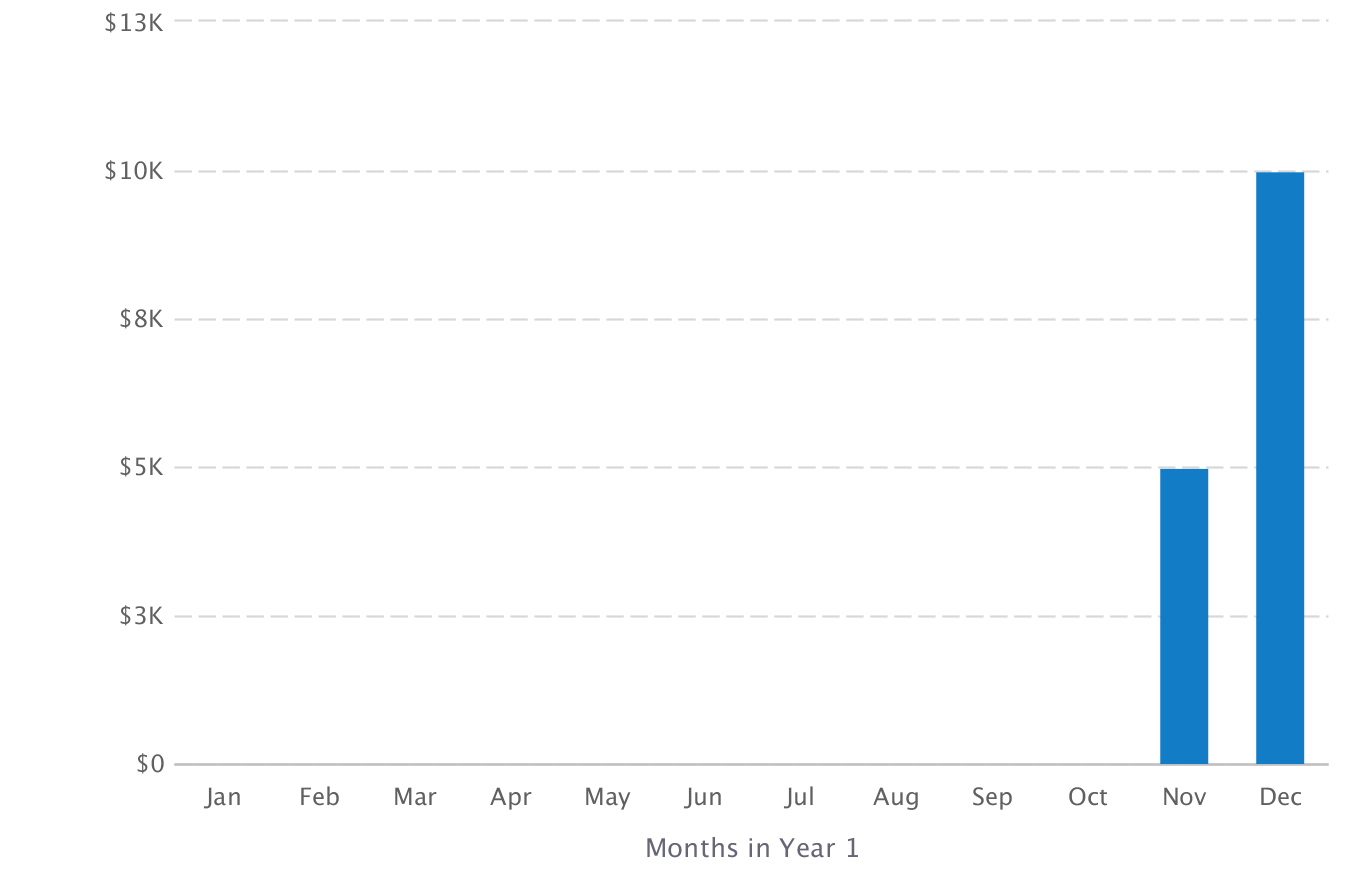 $13K
$10K
$8K
$5K
$3K
$0
Jan Feb Mar Apr May Jun Jul Aug Sep Oct Nov Dec
Months in Year 1